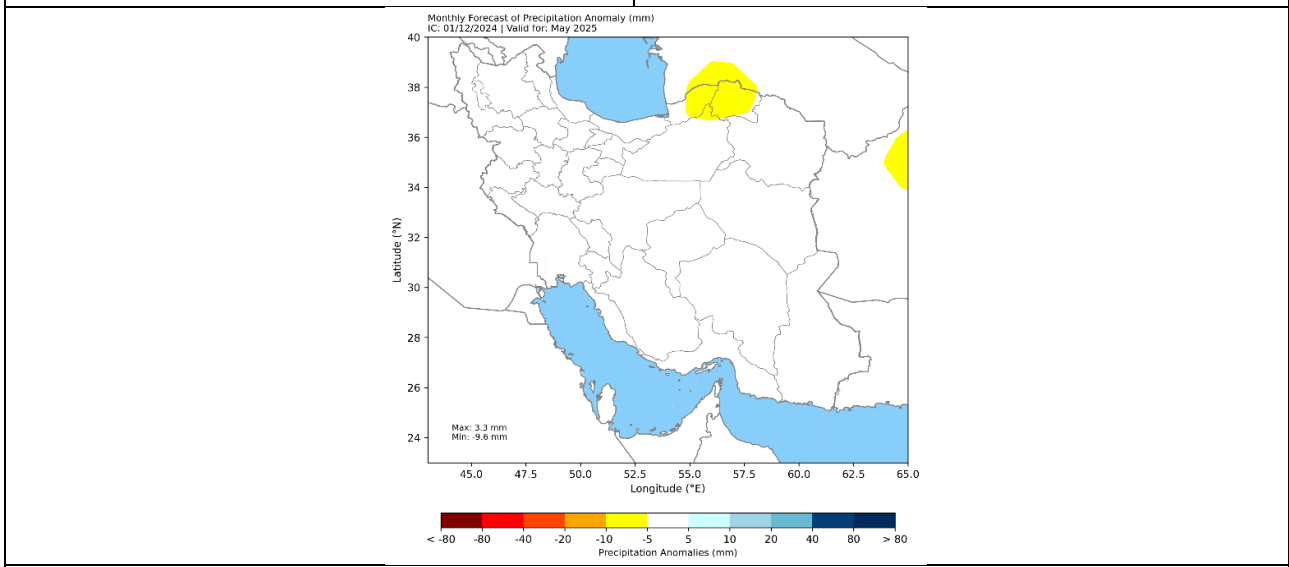 Monthly Forecast of Precipitation Anomaly (mm)
IC: 01/12/2024 | Valid for: May 2025
40
38
36
34
32
30
28
26
24
Latitude (°N)
Max: 3.3 mm
Min: -9.6 mm
45.0 47.5 50.0 52.5 55.0 57.5 60.0 62.5 65.0
Longitude (°E)
< -80 -80 -40 -20 -10 -5 5 10 20 40 80 > 80
Precipitation Anomalies (mm)